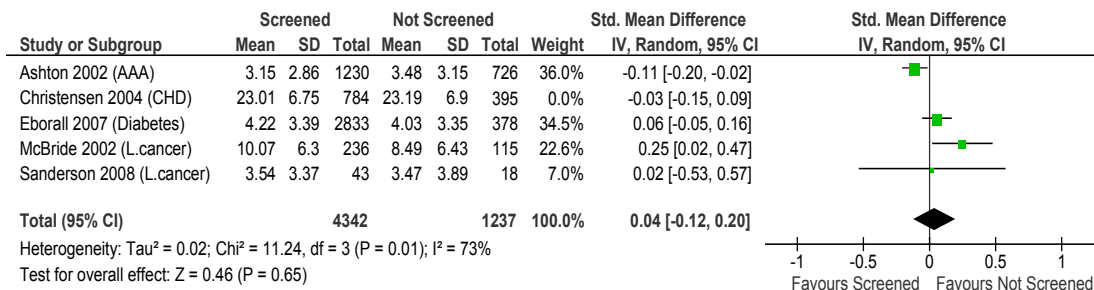 Screened Not Screened Std. Mean Difference Std. Mean Difference
Study or Subgroup Mean SD Total Mean SD Total Weight IV, Random, 95% CI IV, Random, 95% CI
Ashton 2002 (AAA) 3.15 2.86 1230 3.48 3.15 726 36.0% -0.11 [-0.20, -0.02]
Christensen 2004 (CHD) 23.01 6.75 784 23.19 6.9 395 0.0% -0.03 [-0.15, 0.09]
Eborall 2007 (Diabetes) 4.22 3.39 2833 4.03 3.35 378 34.5% 0.06 [-0.05, 0.16]
McBride 2002 (L.cancer) 10.07 6.3 236 8.49 6.43 115 22.6% 0.25 [0.02, 0.47]
Sanderson 2008 (L.cancer) 3.54 3.37 43 3.47 3.89 18 7.0% 0.02 [-0.53, 0.57]
Total (95% CI) 4342 1237 100.0% 0.04 [-0.12, 0.20]
Heterogeneity: Tau² = 0.02; Chi² = 11.24, df = 3 (P = 0.01); I² = 73%
Test for overall effect: Z = 0.46 (P = 0.65)
-1 -0.5 0 0.5 1
Favours Screened Favours Not Screened